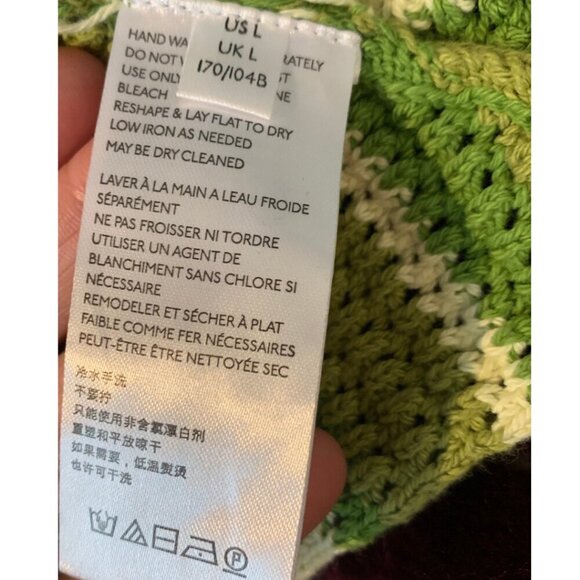 US L
UK L
170/104B
HAND WA RATELY
DO NOT ST
USE ONLY NE
BLEACH
RESHAPE & LAY FLAT TO DRY
LOW IRON AS NEEDED
MAY BE DRY CLEANED
LAVER À LA MAIN A LEAU FROIDE
SÉPARÉMENT
NE PAS FROISSER NI TORDRE
UTILISER UN AGENT DE
BLANCHIMENT SANS CHLORE SI
NÉCESSAIRE
REMODELER ET SÉCHER À PLAT
FAIBLE COMME FER NÉCESSAIRES
PEUT-ÊTRE ÊTRE NETTOYÉE SEC
冷水手洗
不要拧
只能使用非含氯漂白剂
重塑和平放晾干
如果需要，低溫熨烫
也许可干洗
P